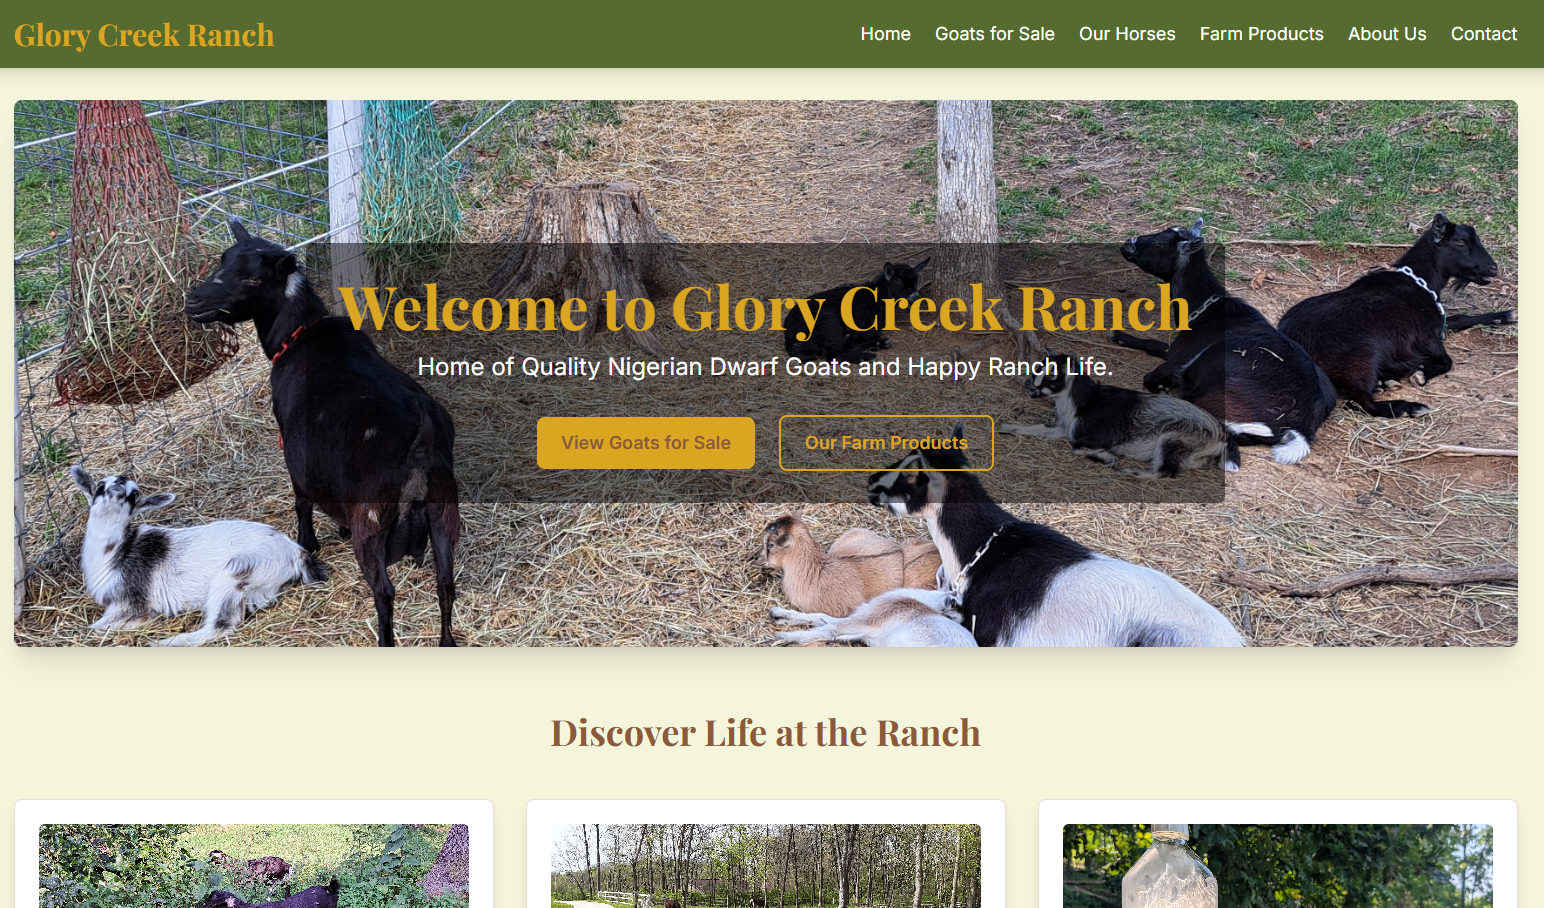 Glory Creek Ranch
Home Goats for Sale Our Horses Farm Products About Us Contact
Welcome to Glory Creek Ranch
Home of Quality Nigerian Dwarf Goats and Happy Ranch Life.
View Goats for Sale Our Farm Products
Discover Life at the Ranch